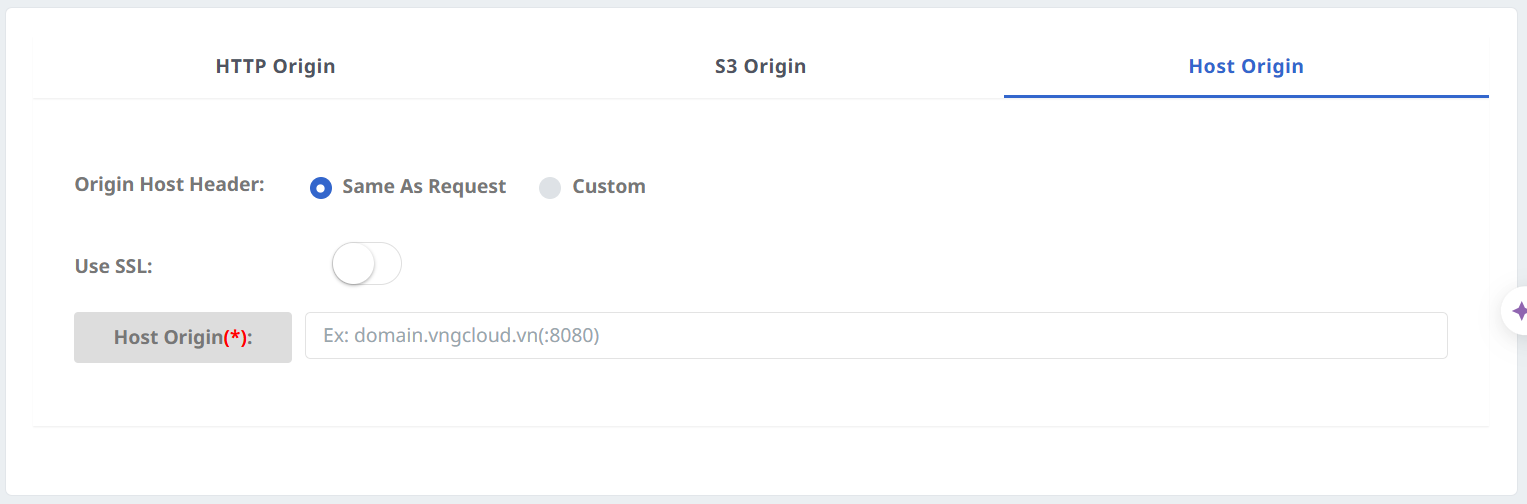 HTTP Origin S3 Origin Host Origin
Origin Host Header: Same As Request Custom
Use SSL:
Host Origin(*): Ex: domain.vngcloud.vn(:8080)